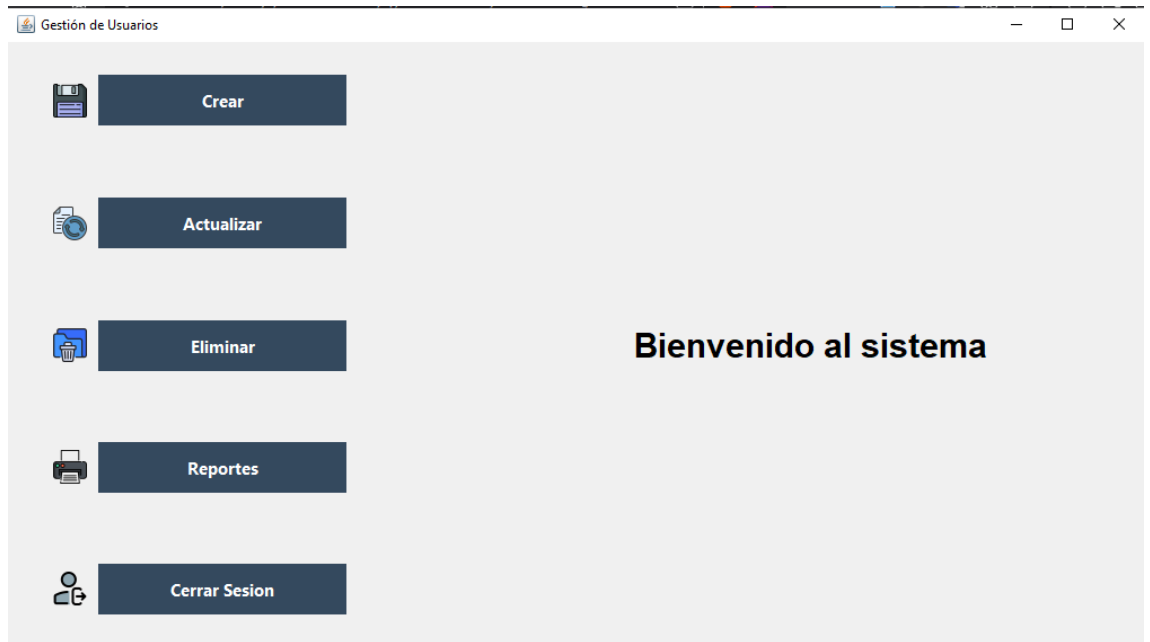 Gestión de Usuarios
Crear
Actualizar
Eliminar
Bienvenido al sistema
Reportes
Cerrar Sesion